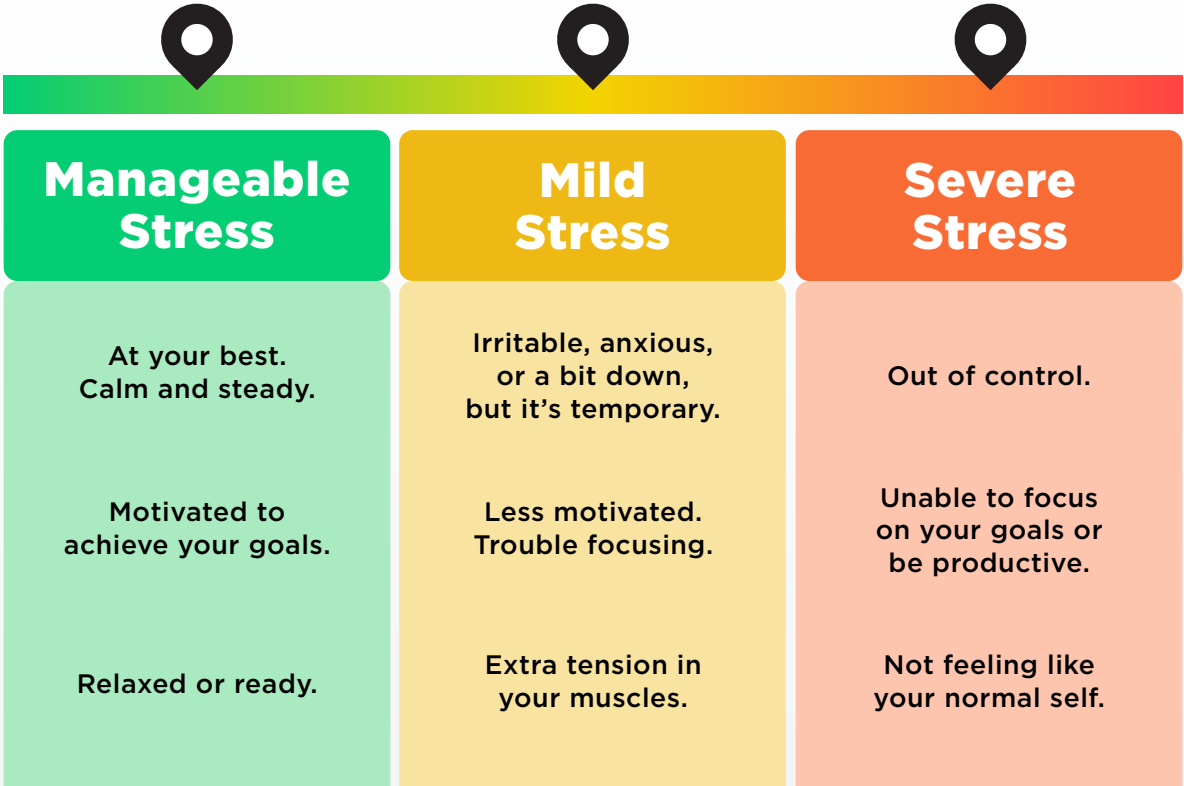 Manageable
Stress
At your best.
Calm and steady.
Motivated to
achieve your goals.
Relaxed or ready.
Mild
Stress
Irritable, anxious,
or a bit down,
but it’s temporary.
Less motivated.
Trouble focusing.
Extra tension in
your muscles.
Severe
Stress
Out of control.
Unable to focus
on your goals or
be productive.
Not feeling like
your normal self.